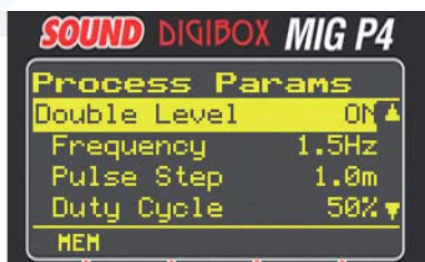 SOUND DIGIBOX MIG P4
Process Params
Double Level ON
Frequency 1.5Hz
Pulse Step 1.0m
Duty Cycle 50%
MEM